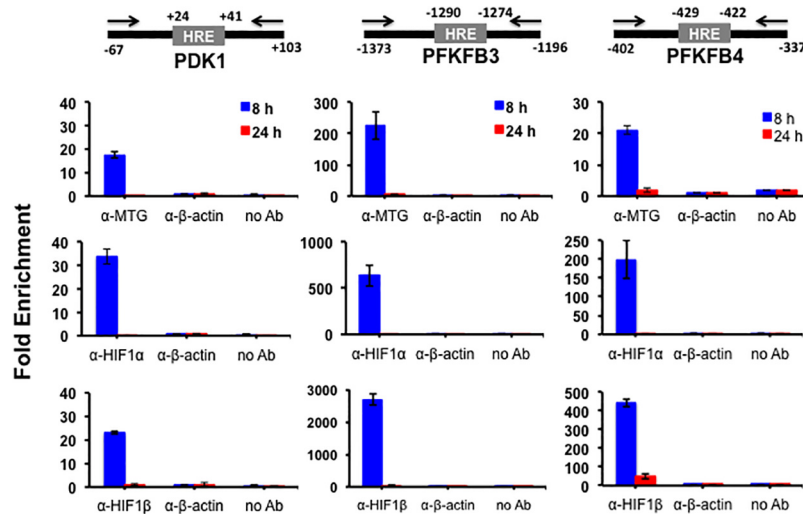 +24 +41
HRE
-67 +103
PDK1
-1290 -1274
HRE
-1373 -1196
PFKFB3
-429 -422
HRE
-402 -337
PFKFB4
Fold Enrichment
40
30
20
10
0
8 h
24 h
α-MTG α-β-actin no Ab
300
200
100
0
8 h
24 h
α-MTG α-β-actin no Ab
30
20
10
0
8 h
24 h
α-MTG α-β-actin no Ab
40
30
20
10
0
α-HIF1α α-β-actin no Ab
1000
500
0
α-HIF1α α-β-actin no Ab
250
200
150
100
50
0
α-HIF1α α-β-actin no Ab
40
30
20
10
0
α-HIF1β α-β-actin no Ab
3000
2000
1000
0
α-HIF1β α-β-actin no Ab
500
400
300
200
100
0
α-HIF1β α-β-actin no Ab